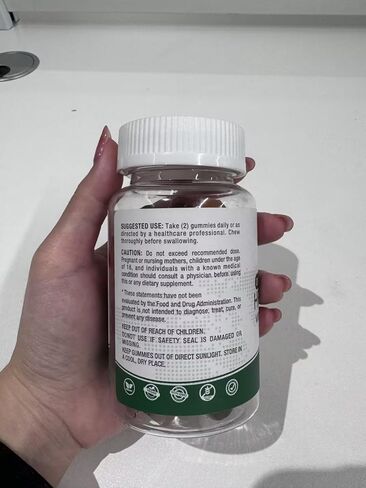 SUGGESTED USE: Take (2) gummies daily or as
directed by a healthcare professional. Chew
thoroughly before swallowing.
CAUTION: Do not exceed recommended dose.
Pregnant or nursing mothers, children under the age
of 18, and individuals with a known medical
condition should consult a physician before using
this or any dietary supplement.
* These statements have not been
evaluated by the Food and Drug Administration. This
product is not intended to diagnose, treat, cure, or
prevent any disease.
KEEP OUT OF REACH OF CHILDREN.
DO NOT USE IF SAFETY SEAL IS DAMAGED OR
MISSING.
KEEP GUMMIES OUT OF DIRECT SUNLIGHT. STORE IN
A COOL, DRY PLACE.